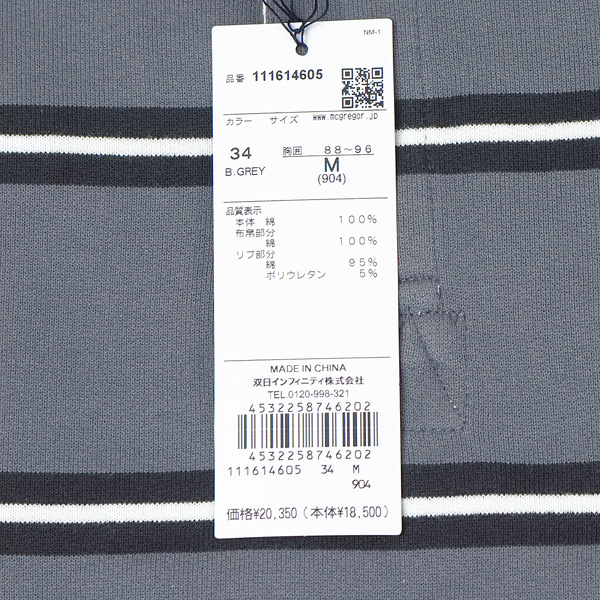 NM-1
品番 111614605
カラー サイズ www.mcgregor.jp
34 胸囲 88〜96
B.GREY M
(904)
品質表示
本体 綿 100%
布帛部分
綿 100%
リブ部分
綿 95%
ポリウレタン 5%
MADE IN CHINA
双日インフィニティ株式会社
TEL.0120-998-321
4532258746202
4532258746202
111614605 34 M
904
価格¥20,350（本体¥18,500）